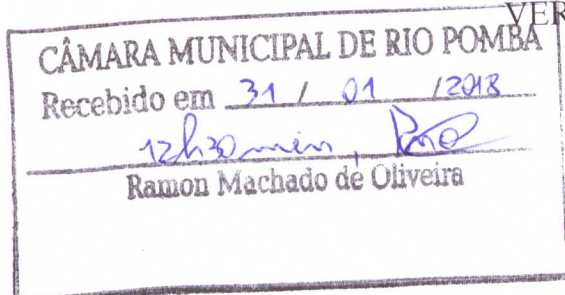 VER
CÂMARA MUNICIPAL DE RIO POMBA
Recebido em 31 / 01 /2018
12h30min,
Ramon Machado de Oliveira